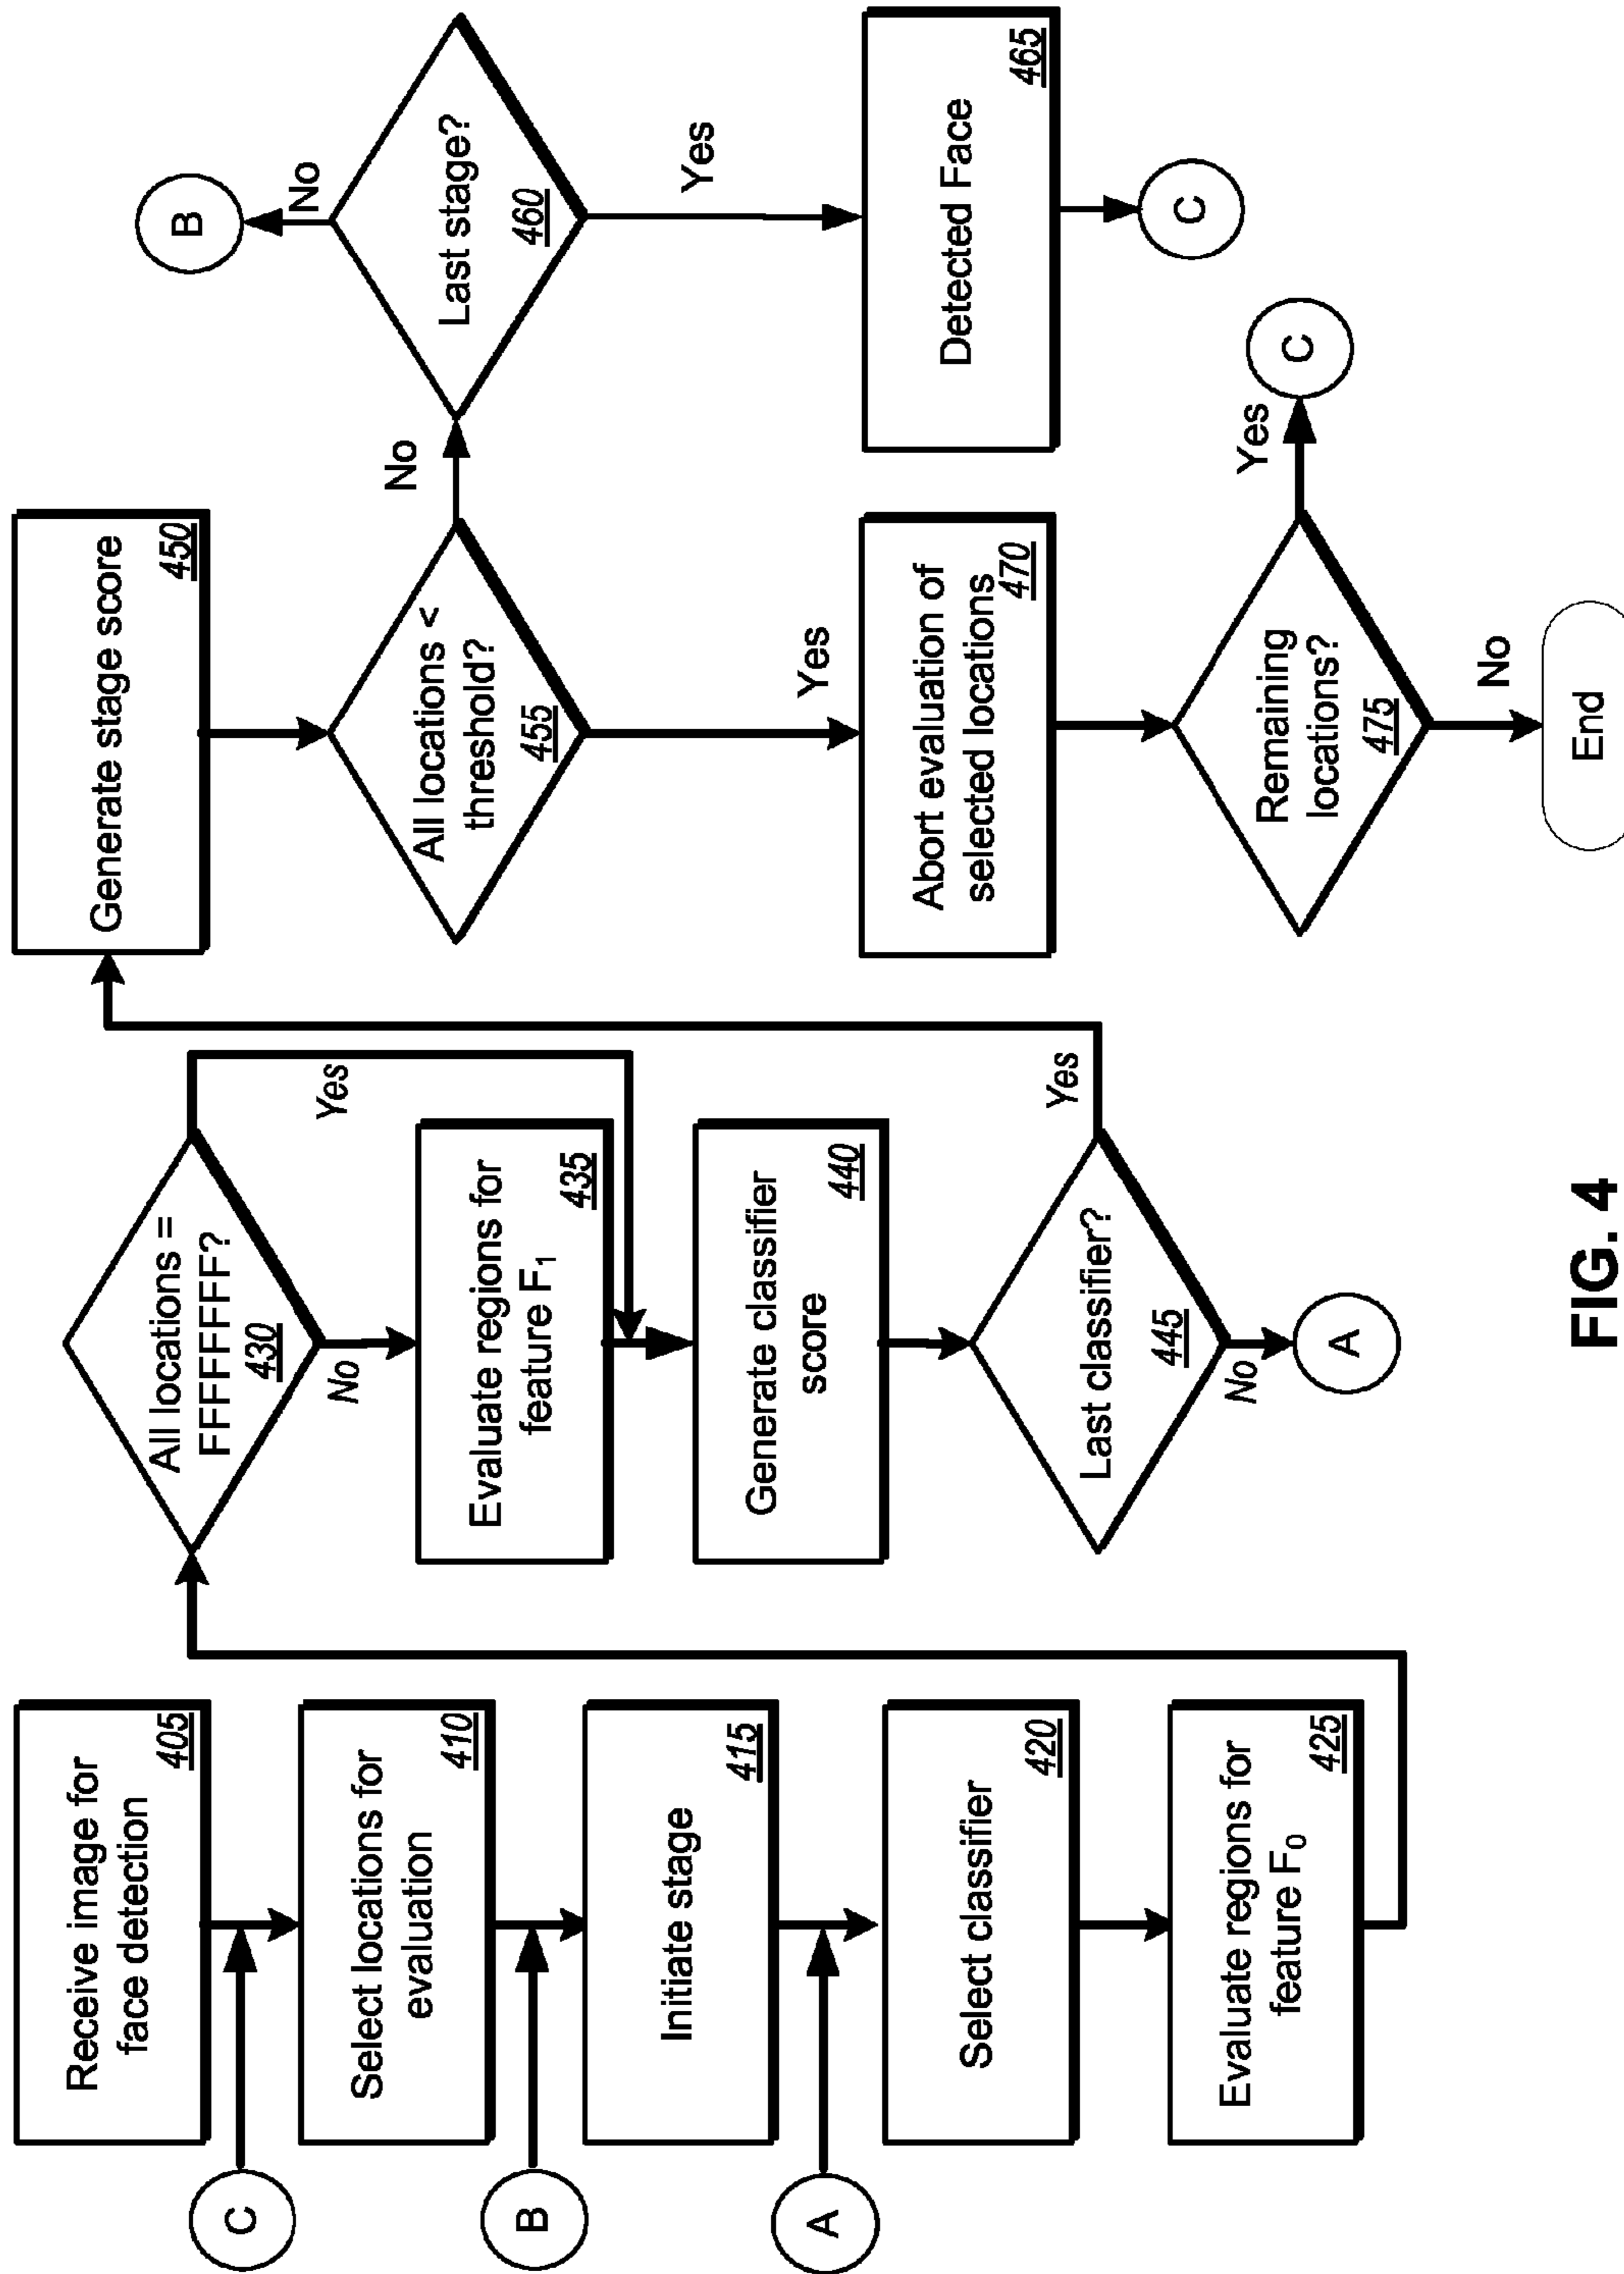 Receive image for
face detection
405
C
Select locations for
evaluation
410
B
Initiate stage
415
A
Select classifier
420
Evaluate regions for
feature F₀
425
All locations =
FFFFFFFF?
430
Yes
No
Evaluate regions for
feature F₁
435
Generate classifier
score
440
Last classifier?
445
Yes
No
A
Generate stage score
450
All locations <
threshold?
455
No
Yes
Last stage?
460
No
B
Yes
Detected Face
465
C
Abort evaluation of
selected locations
470
Remaining
locations?
475
Yes
C
No
End
FIG. 4